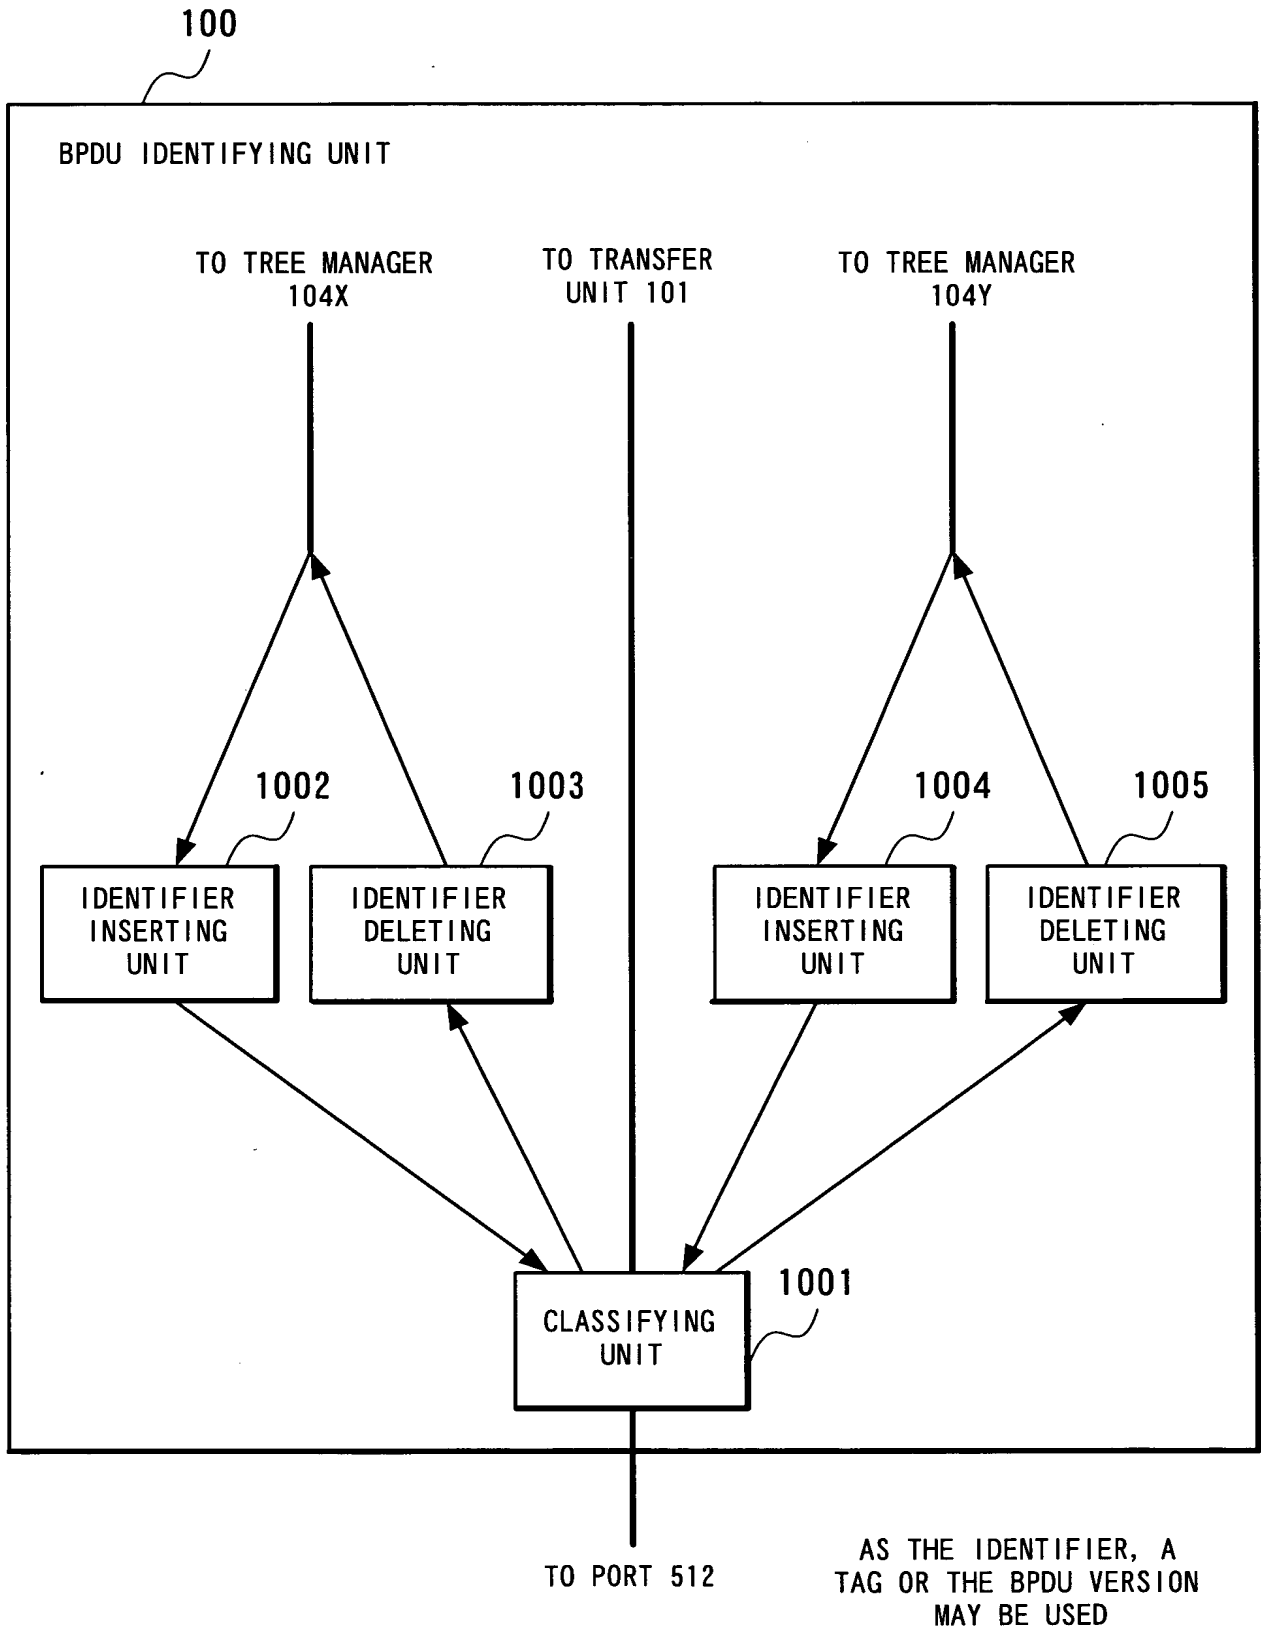 100
BPDU IDENTIFYING UNIT
TO TREE MANAGER
104X
TO TRANSFER
UNIT 101
TO TREE MANAGER
104Y
1002
1003
1004
1005
IDENTIFIER
INSERTING
UNIT
IDENTIFIER
DELETING
UNIT
IDENTIFIER
INSERTING
UNIT
IDENTIFIER
DELETING
UNIT
1001
CLASSIFYING
UNIT
TO PORT 512
AS THE IDENTIFIER, A
TAG OR THE BPDU VERSION
MAY BE USED